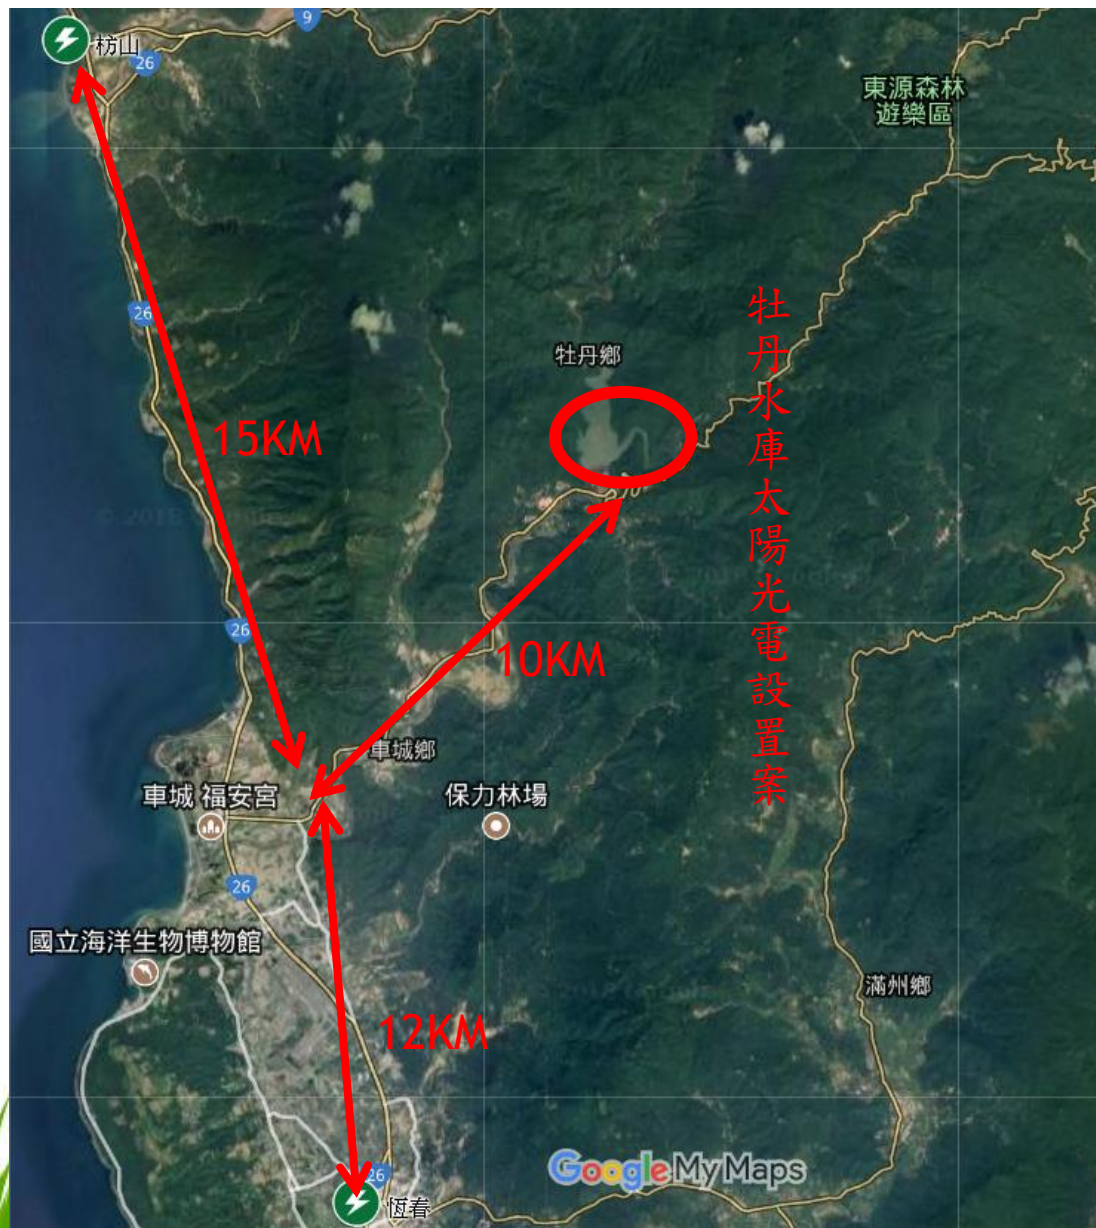 9
枋山
26
東源森林
遊樂區
26
牡丹鄉
牡丹水庫太陽光電設置案
15KM
26
10KM
車城鄉
車城 福安宮
保力林場
26
國立海洋生物博物館
滿州鄉
12KM
Google My Maps
26
恆春